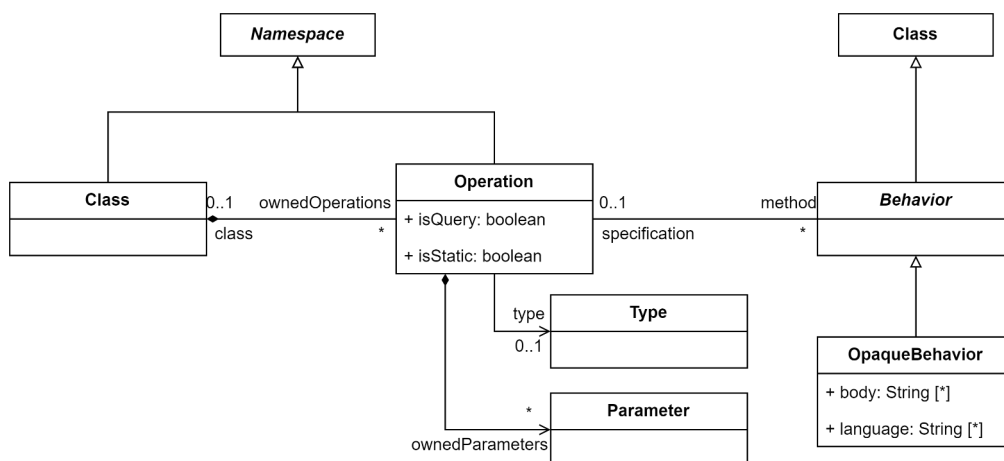 Namespace
Class
Class
0..1
class
ownedOperations
*
Operation
+ isQuery: boolean
+ isStatic: boolean
0..1
specification
method
*
Behavior
type
0..1
Type
*
ownedParameters
Parameter
OpaqueBehavior
+ body: String [*]
+ language: String [*]